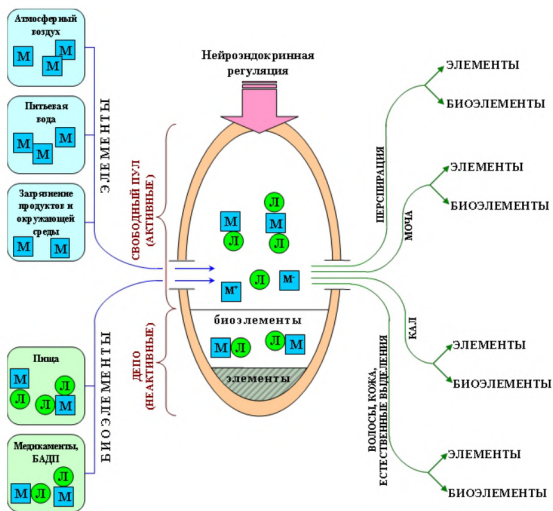 Атмосферный
воздух
М
М
М
Питьевая
вода
М
М
М
Загрязнение
продуктов и
окружающей
среды
М
М
ЭЛЕМЕНТЫ
Пища
М
Л
Л
Л
М
Медикаменты,
БАДП
М
Л
Л
М
БИОЭЛЕМЕНТЫ
Нейроэндокринная
регуляция
СВОБОДНЫЙ ПУЛ
(АКТИВНЫЕ)
ДЕПО
(НЕАКТИВНЫЕ)
Л
М
М
Л
Л
М+
Л
М-
биоэлементы
М
Л
Л
М
элементы
ПЕРСПИРАЦИЯ
ЭЛЕМЕНТЫ
БИОЭЛЕМЕНТЫ
МОЧА
ЭЛЕМЕНТЫ
БИОЭЛЕМЕНТЫ
КАЛ
ЭЛЕМЕНТЫ
БИОЭЛЕМЕНТЫ
ВОЛОСЫ, КОЖА,
ЕСТЕСТВЕННЫЕ ВЫДЕЛЕНИЯ
ЭЛЕМЕНТЫ
БИОЭЛЕМЕНТЫ